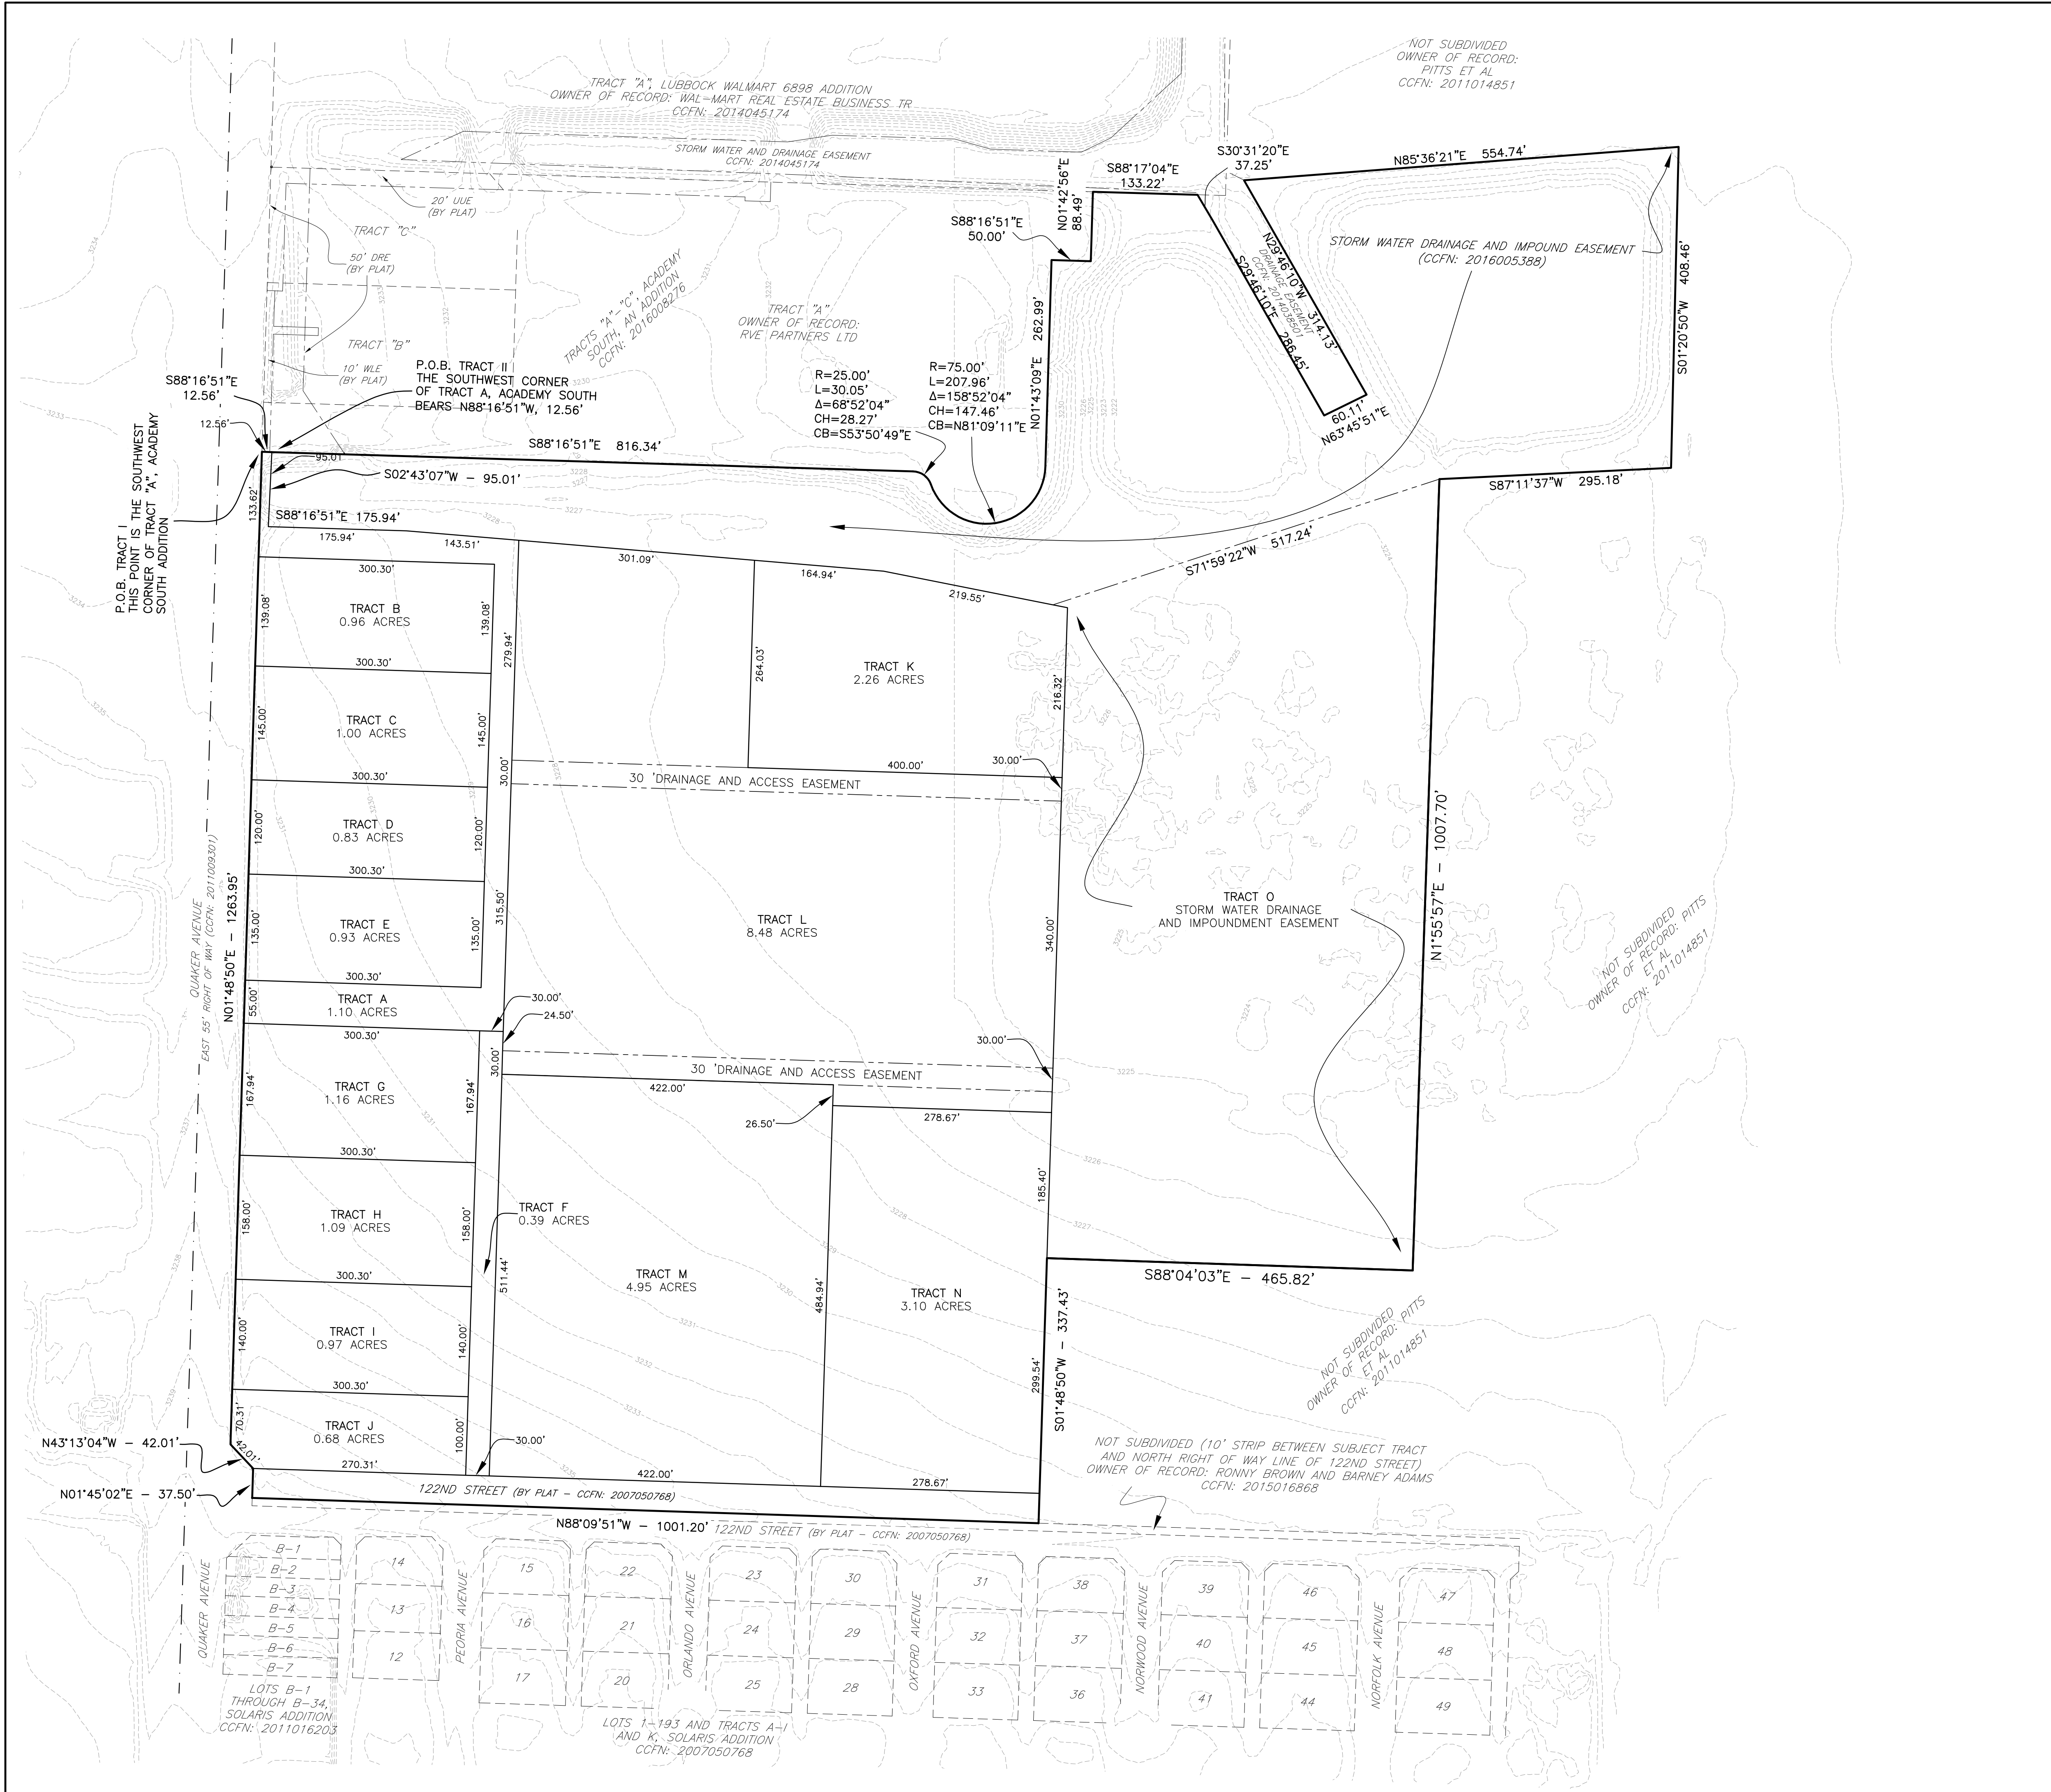 NOT SUBDIVIDED
OWNER OF RECORD:
PITTS ET AL
CCFN: 2011014851
TRACT "A", LUBBOCK WALMART 6898 ADDITION
OWNER OF RECORD: WAL-MART REAL ESTATE BUSINESS TR
CCFN: 2014045174
STORM WATER AND DRAINAGE EASEMENT
CCFN: 2014045174
S30°31'20"E
37.25'
N85°36'21"E 554.74'
S88°17'04"E
133.22'
N01°42'56"E
88.49'
S88°16'51"E
50.00'
20' UUE
(BY PLAT)
TRACT "C"
50' DRE
(BY PLAT)
TRACT "B"
10' WLE
(BY PLAT)
TRACTS "A"-"C", ACADEMY
SOUTH, AN ADDITION
CCFN: 2016008276
TRACT "A"
OWNER OF RECORD:
RVE PARTNERS LTD
N01°43'09"E 262.99'
N29°46'10"W 314.13'
DRAINAGE EASEMENT
CCFN: 2014038501
S29°46'10"E 286.45'
60.11'
N63°45'51"E
STORM WATER DRAINAGE AND IMPOUND EASEMENT
(CCFN: 2016005388)
S01°20'50"W 408.46'
S87°11'37"W 295.18'
S71°59'22"W 517.24'
R=25.00'
L=30.05'
Δ=68°52'04"
CH=28.27'
CB=S53°50'49"E
R=75.00'
L=207.96'
Δ=158°52'04"
CH=147.46'
CB=N81°09'11"E
P.O.B. TRACT II
THE SOUTHWEST CORNER
OF TRACT A, ACADEMY SOUTH
BEARS N88°16'51"W, 12.56'
S88°16'51"E
12.56'
12.56'
S88°16'51"E 816.34'
95.01'
S02°43'07"W - 95.01'
133.62'
S88°16'51"E 175.94'
P.O.B. TRACT I
THIS POINT IS THE SOUTHWEST
CORNER OF TRACT "A", ACADEMY
SOUTH ADDITION
175.94'
143.51'
301.09'
164.94'
219.55'
300.30'
139.08'
TRACT B
0.96 ACRES
139.08'
279.94'
264.03'
TRACT K
2.26 ACRES
216.32'
300.30'
145.00'
TRACT C
1.00 ACRES
145.00'
30.00'
400.00'
30.00'
30 'DRAINAGE AND ACCESS EASEMENT
300.30'
120.00'
TRACT D
0.83 ACRES
120.00'
300.30'
135.00'
TRACT E
0.93 ACRES
135.00'
315.50'
TRACT L
8.48 ACRES
340.00'
TRACT O
STORM WATER DRAINAGE
AND IMPOUNDMENT EASEMENT
N1°55'57"E - 1007.70'
NOT SUBDIVIDED
OWNER OF RECORD: PITTS
ET AL
CCFN: 2011014851
QUAKER AVENUE
EAST 55' RIGHT OF WAY (CCFN: 2011009301)
N01°48'50"E - 1263.95'
300.30'
55.00'
TRACT A
1.10 ACRES
30.00'
24.50'
300.30'
30.00'
30.00'
30 'DRAINAGE AND ACCESS EASEMENT
422.00'
26.50'
278.67'
167.94'
TRACT G
1.16 ACRES
167.94'
300.30'
158.00'
TRACT H
1.09 ACRES
158.00'
TRACT F
0.39 ACRES
185.40'
S88°04'03"E - 465.82'
300.30'
140.00'
TRACT I
0.97 ACRES
140.00'
511.44'
TRACT M
4.95 ACRES
484.94'
TRACT N
3.10 ACRES
299.54'
S01°48'50"W - 337.43'
NOT SUBDIVIDED
OWNER OF RECORD: PITTS
ET AL
CCFN: 2011014851
300.30'
70.31'
TRACT J
0.68 ACRES
100.00'
30.00'
N43°13'04"W - 42.01'
42.01'
270.31'
422.00'
278.67'
N01°45'02"E - 37.50'
122ND STREET (BY PLAT - CCFN: 2007050768)
NOT SUBDIVIDED (10' STRIP BETWEEN SUBJECT TRACT
AND NORTH RIGHT OF WAY LINE OF 122ND STREET)
OWNER OF RECORD: RONNY BROWN AND BARNEY ADAMS
CCFN: 2015016868
N88°09'51"W - 1001.20'
122ND STREET (BY PLAT - CCFN: 2007050768)
QUAKER AVENUE
B-1
B-2
B-3
B-4
B-5
B-6
B-7
14
13
12
PEORIA AVENUE
15
16
17
22
21
20
ORLANDO AVENUE
23
24
25
30
29
28
OXFORD AVENUE
31
32
33
38
37
36
NORWOOD AVENUE
39
40
41
46
45
44
NORFOLK AVENUE
47
48
49
LOTS B-1
THROUGH B-34,
SOLARIS ADDITION
CCFN: 2011016203
LOTS 1-193 AND TRACTS A-I
AND K, SOLARIS ADDITION
CCFN: 2007050768